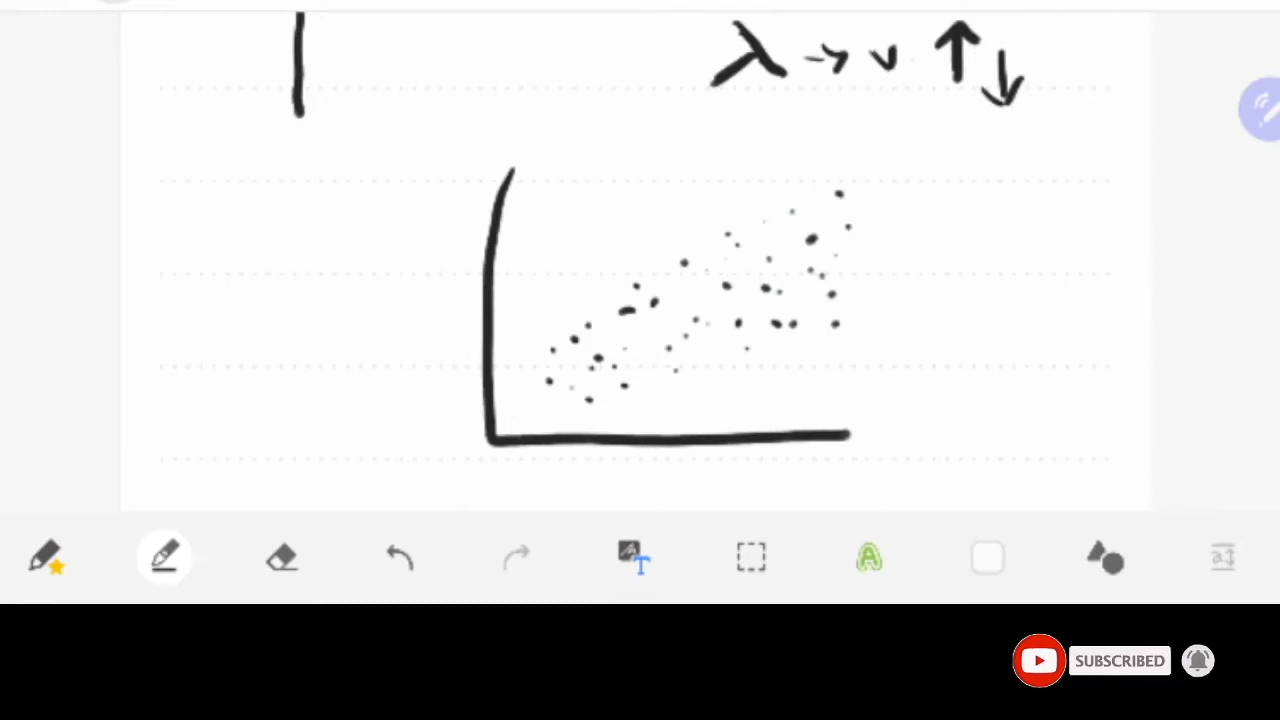 λ → v ↑ ↓
SUBSCRIBED